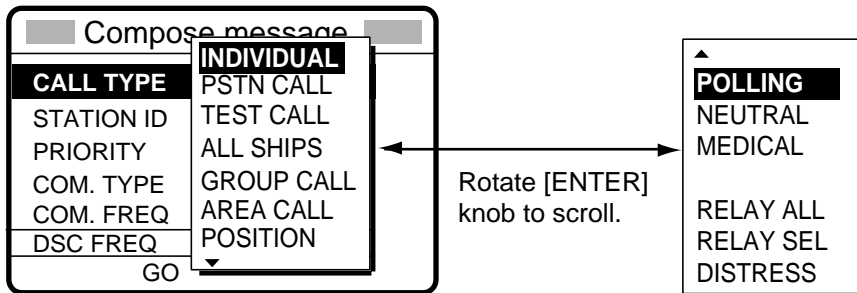 Compose message
CALL TYPE
STATION ID
PRIORITY
COM. TYPE
COM. FREQ
DSC FREQ
GO
INDIVIDUAL
PSTN CALL
TEST CALL
ALL SHIPS
GROUP CALL
AREA CALL
POSITION
Rotate [ENTER]
knob to scroll.
POLLING
NEUTRAL
MEDICAL
RELAY ALL
RELAY SEL
DISTRESS